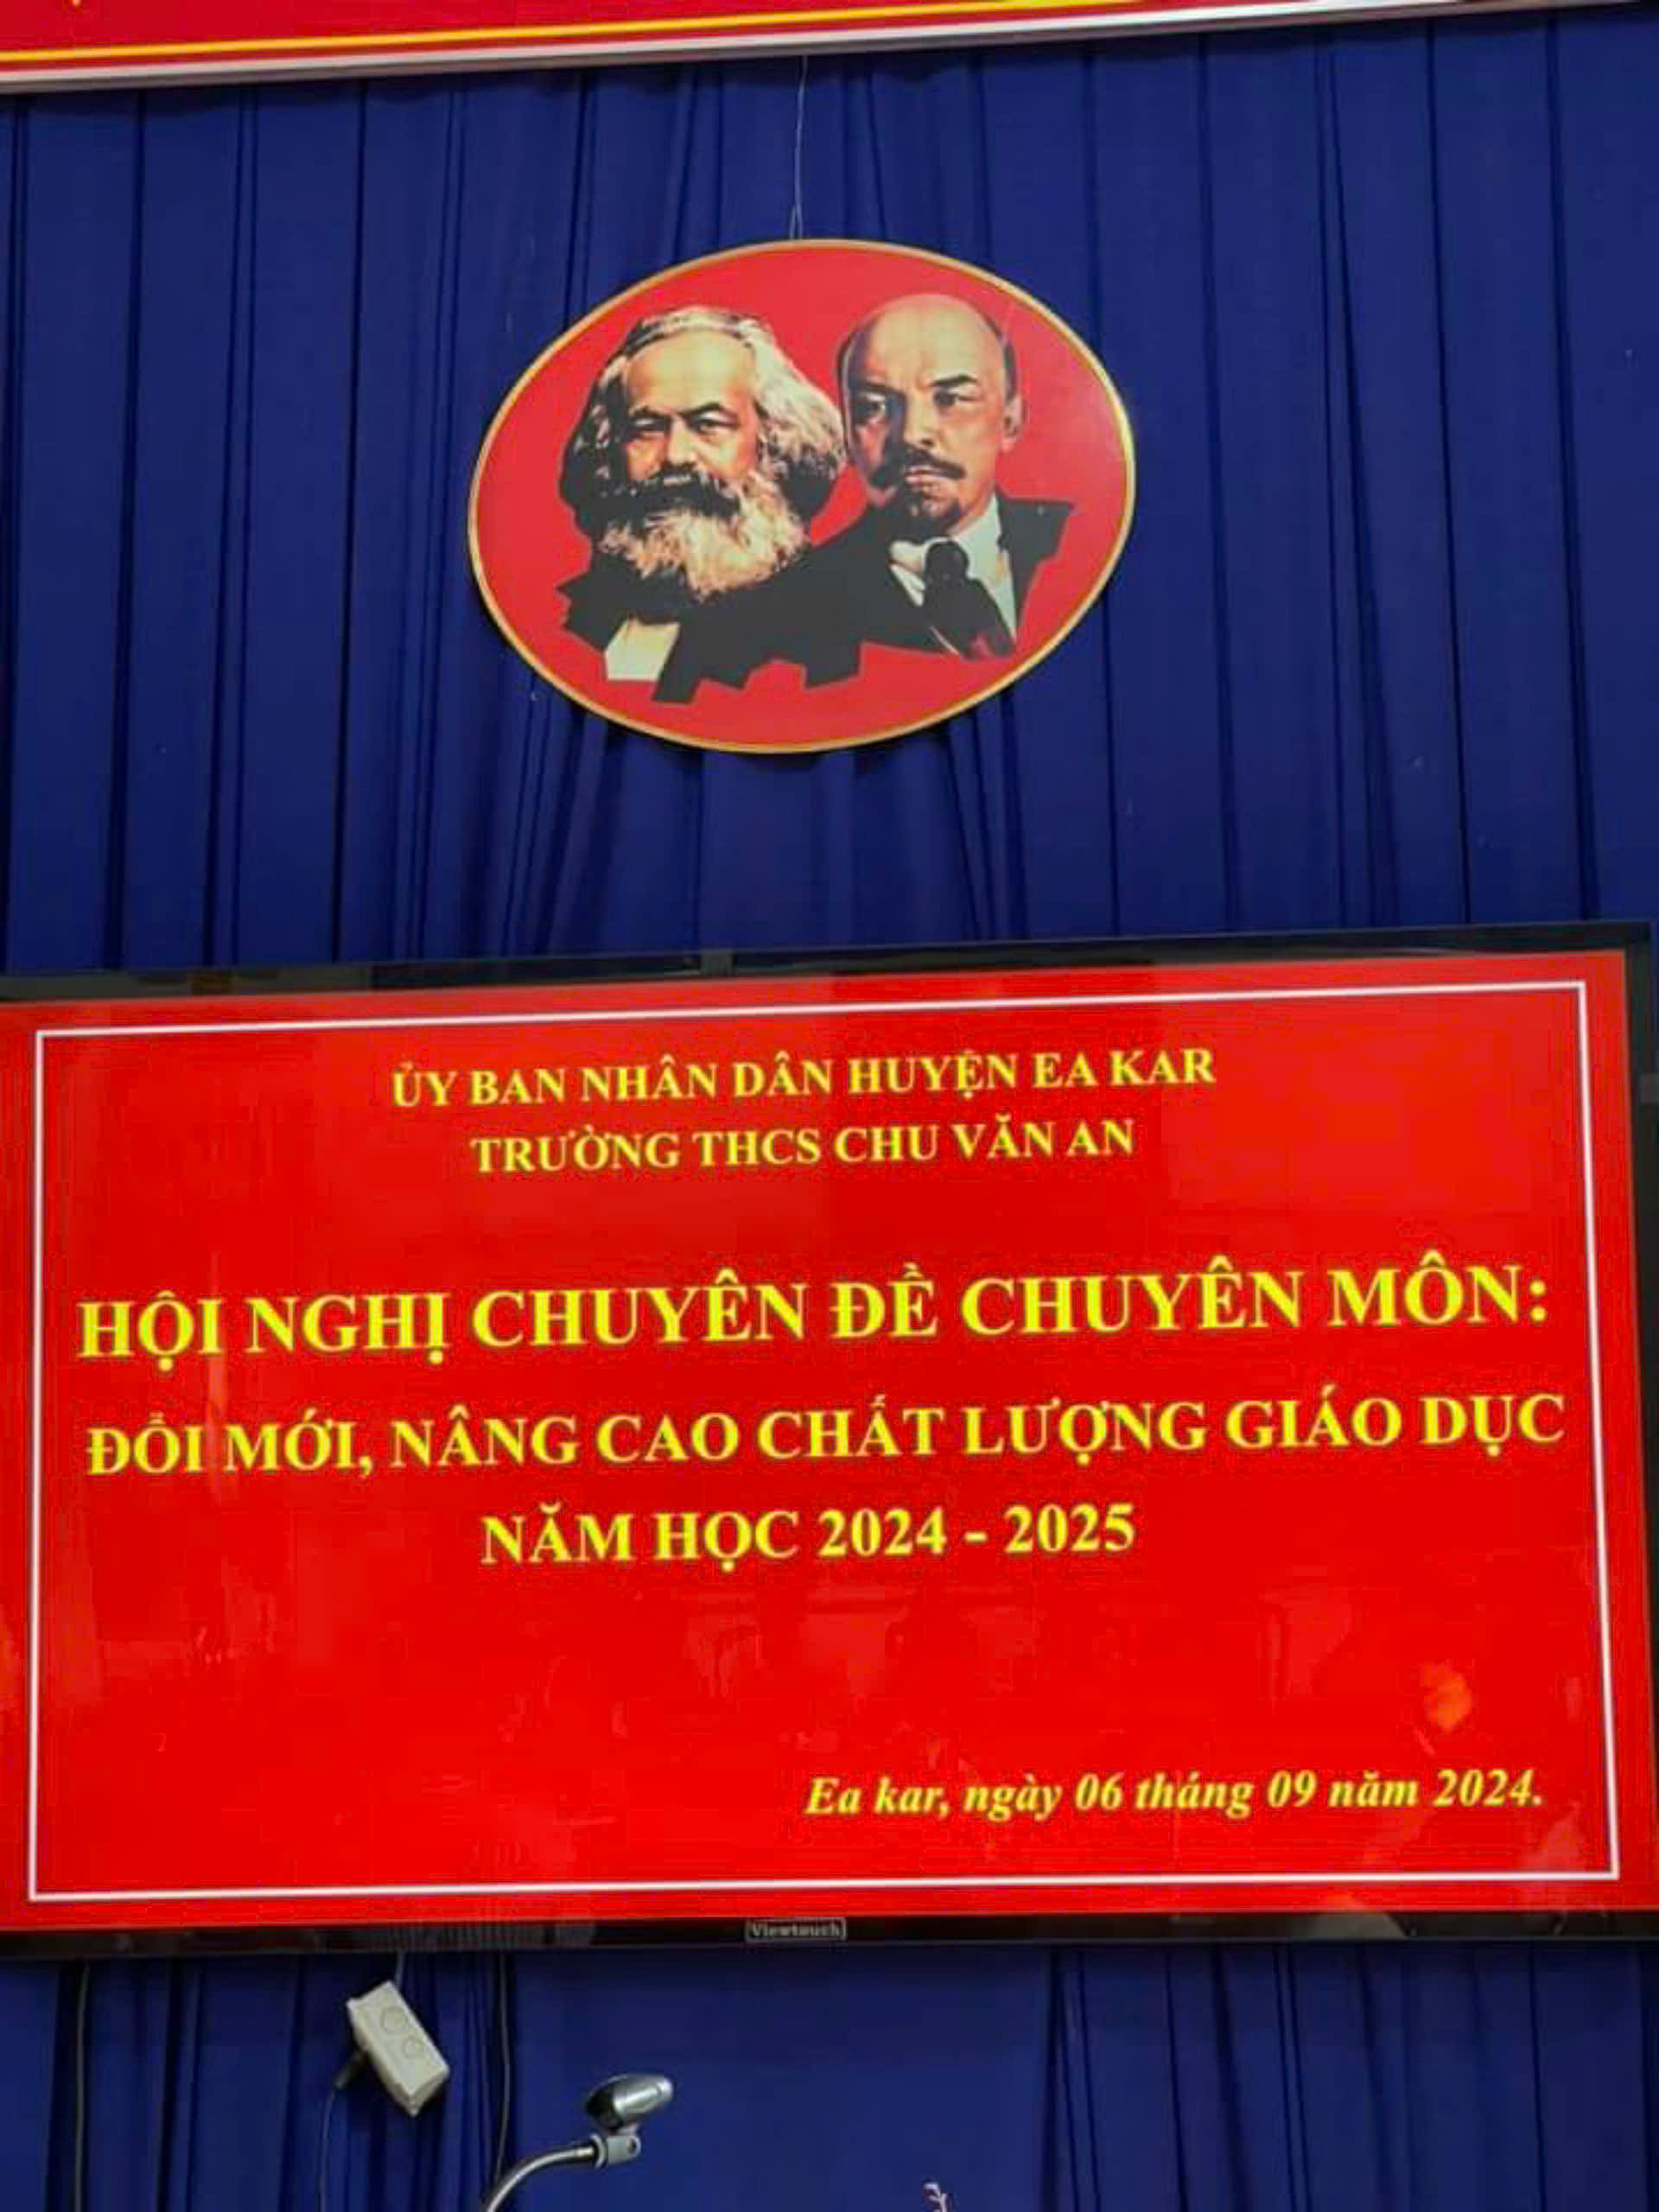 ỦY BAN NHÂN DÂN HUYỆN EA KAR
TRƯỜNG THCS CHU VĂN AN
HỘI NGHỊ CHUYÊN ĐỀ CHUYÊN MÔN:
ĐỔI MỚI, NÂNG CAO CHẤT LƯỢNG GIÁO DỤC
NĂM HỌC 2024 - 2025
Ea kar, ngày 06 tháng 09 năm 2024.
Viewtouch